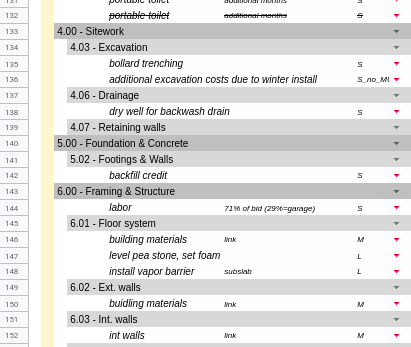 131 portable toilet additional months S
132 portable toilet additional months S
133 4.00 - Sitework
134 4.03 - Excavation
135 bollard trenching S
136 additional excavation costs due to winter install S_no_MU
137 4.06 - Drainage
138 dry well for backwash drain S
139 4.07 - Retaining walls
140 5.00 - Foundation & Concrete
141 5.02 - Footings & Walls
142 backfill credit S
143 6.00 - Framing & Structure
144 labor 71% of bid (29%=garage) S
145 6.01 - Floor system
146 building materials link M
147 level pea stone, set foam L
148 install vapor barrier subslab L
149 6.02 - Ext. walls
150 buidling materials link M
151 6.03 - Int. walls
152 int walls link M